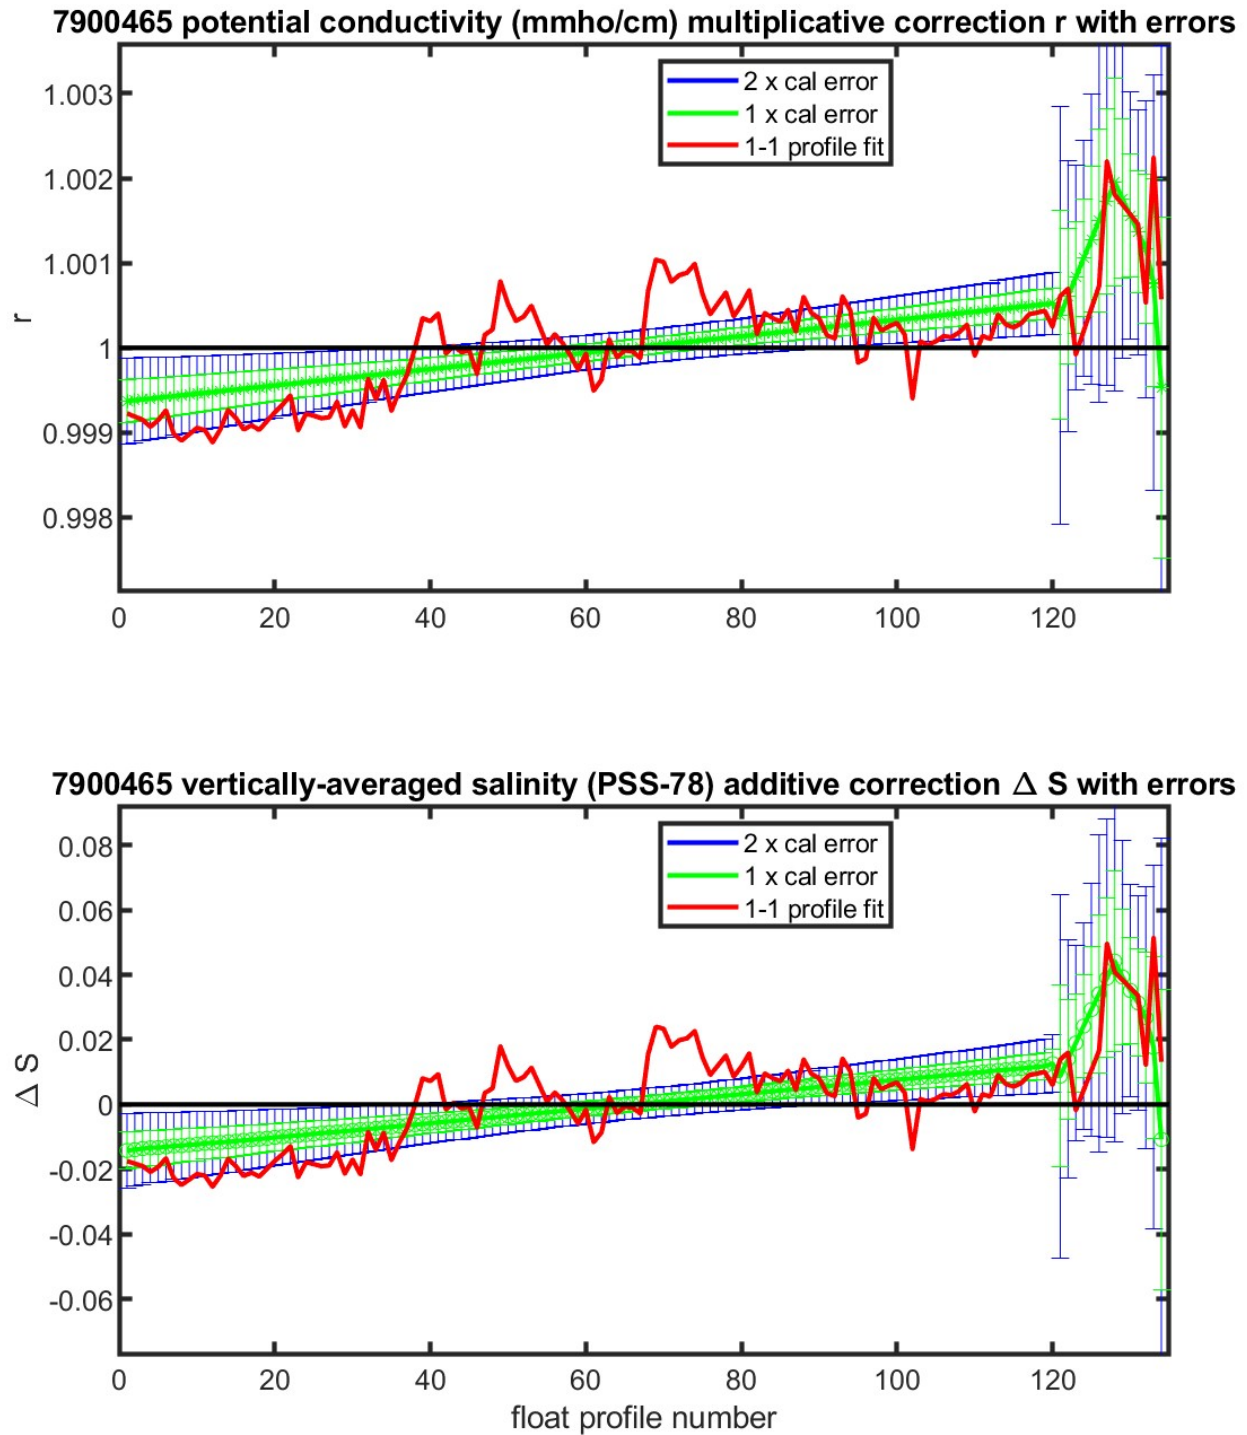 7900465 potential conductivity (mmho/cm) multiplicative correction r with errors
2 x cal error
1 x cal error
1-1 profile fit
1.003
1.002
1.001
1
0.999
0.998
r
0 20 40 60 80 100 120
7900465 vertically-averaged salinity (PSS-78) additive correction Δ S with errors
2 x cal error
1 x cal error
1-1 profile fit
0.08
0.06
0.04
0.02
0
-0.02
-0.04
-0.06
Δ S
0 20 40 60 80 100 120
float profile number